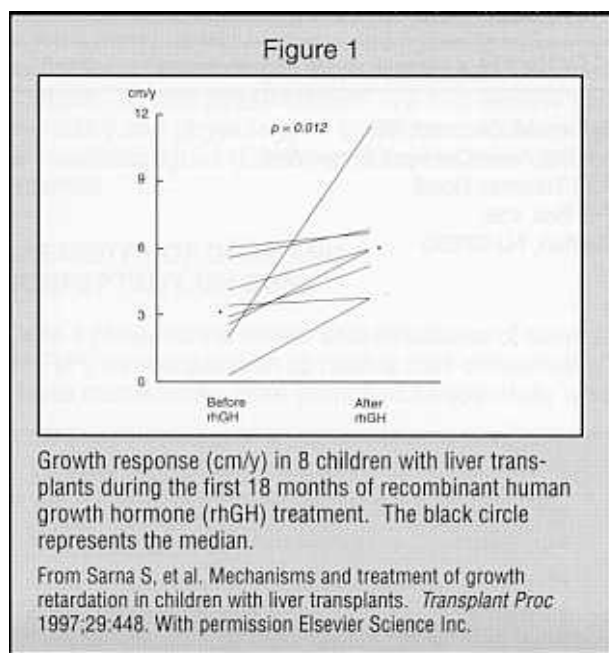 Figure 1
cm/y
12
p = 0.012
9
6
3
0
Before
rhGH
After
rhGH
Growth response (cm/y) in 8 children with liver trans-
plants during the first 18 months of recombinant human
growth hormone (rhGH) treatment. The black circle
represents the median.
From Sarna S, et al. Mechanisms and treatment of growth
retardation in children with liver transplants. Transplant Proc
1997;29:448. With permission Elsevier Science Inc.